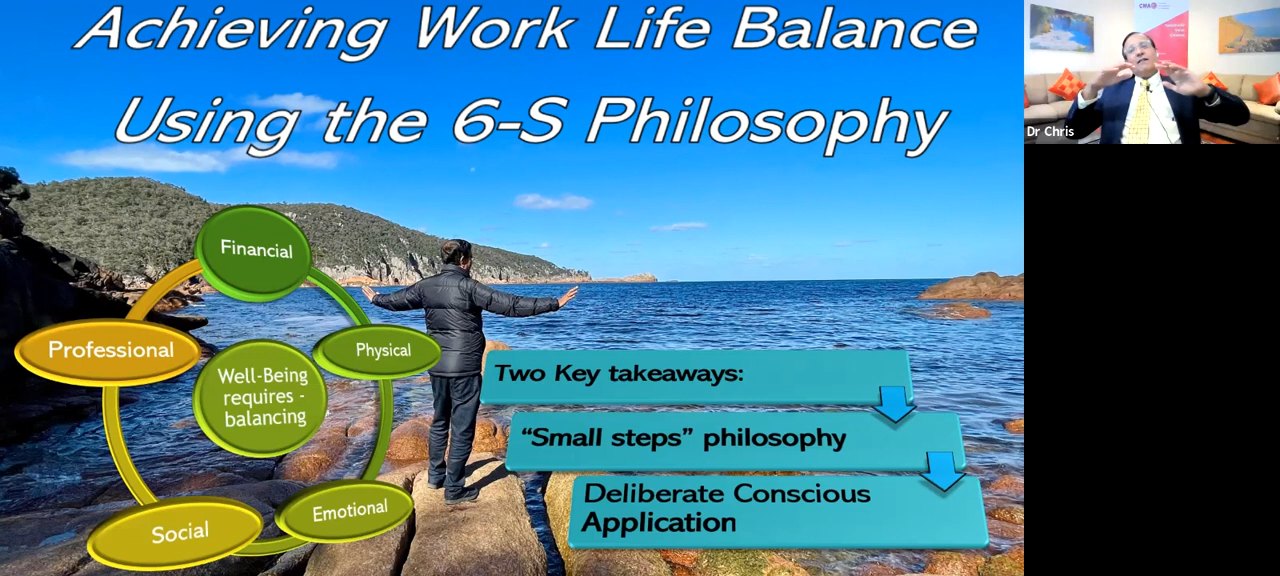 Achieving Work Life Balance
Using the 6-S Philosophy
Financial
Professional
Physical
Well-Being
requires -
balancing
Social
Emotional
Two Key takeaways:
“Small steps” philosophy
Deliberate Conscious
Application
CMA
Dr Chris